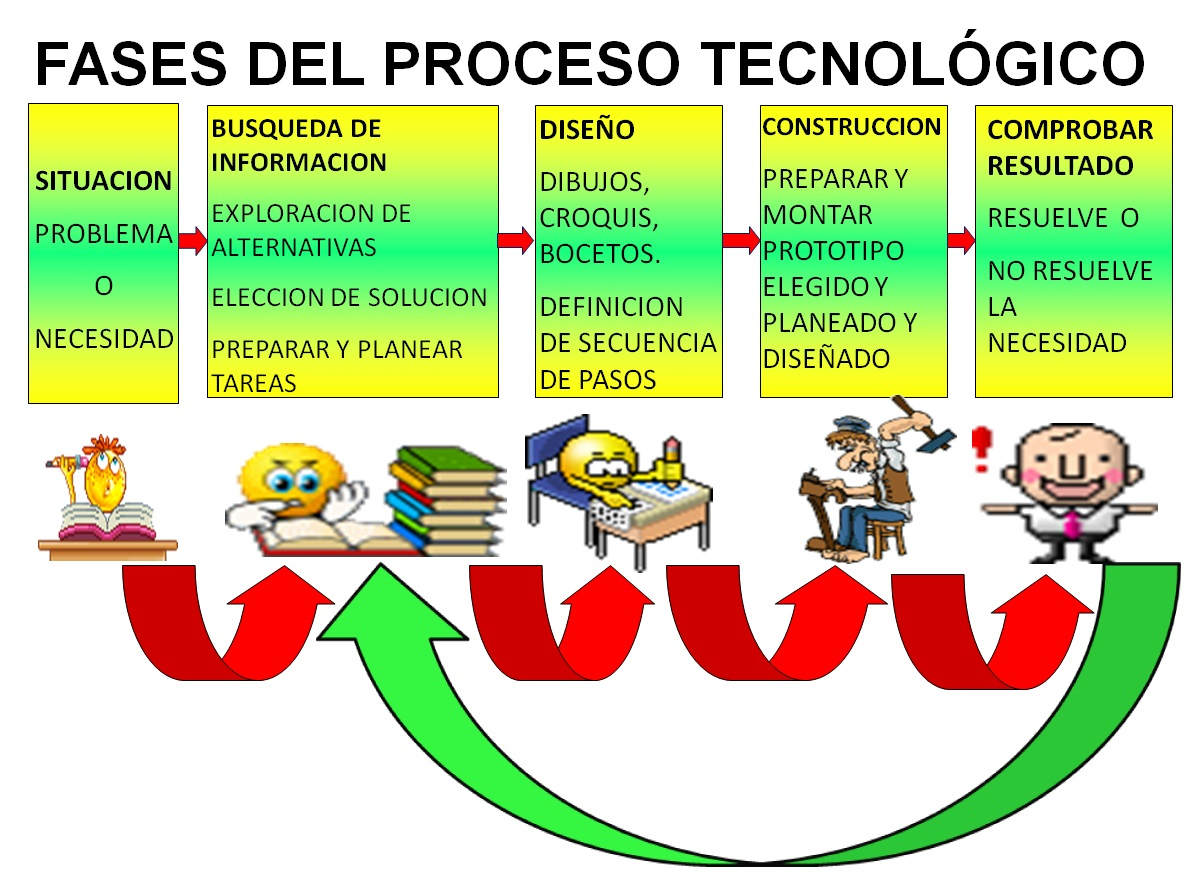 FASES DEL PROCESO TECNOLÓGICO
SITUACION
PROBLEMA
O
NECESIDAD
BUSQUEDA DE
INFORMACION
EXPLORACION DE
ALTERNATIVAS
ELECCION DE SOLUCION
PREPARAR Y PLANEAR
TAREAS
DISEÑO
DIBUJOS,
CROQUIS,
BOCETOS.
DEFINICION
DE SECUENCIA
DE PASOS
CONSTRUCCION
PREPARAR Y
MONTAR
PROTOTIPO
ELEGIDO Y
PLANEADO Y
DISEÑADO
COMPROBAR
RESULTADO
RESUELVE O
NO RESUELVE
LA
NECESIDAD